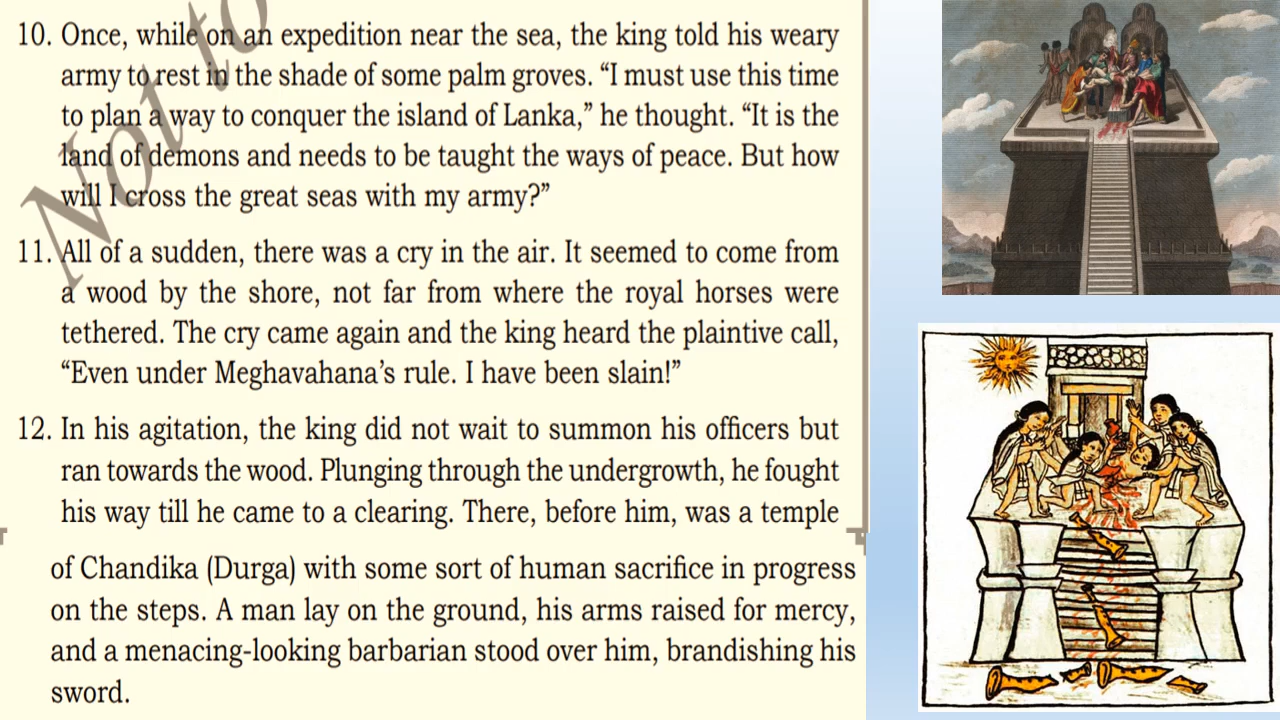 10. Once, while on an expedition near the sea, the king told his weary
army to rest in the shade of some palm groves. “I must use this time
to plan a way to conquer the island of Lanka,” he thought. “It is the
land of demons and needs to be taught the ways of peace. But how
will I cross the great seas with my army?”
11. All of a sudden, there was a cry in the air. It seemed to come from
a wood by the shore, not far from where the royal horses were
tethered. The cry came again and the king heard the plaintive call,
“Even under Meghavahana’s rule. I have been slain!”
12. In his agitation, the king did not wait to summon his officers but
ran towards the wood. Plunging through the undergrowth, he fought
his way till he came to a clearing. There, before him, was a temple
of Chandika (Durga) with some sort of human sacrifice in progress
on the steps. A man lay on the ground, his arms raised for mercy,
and a menacing-looking barbarian stood over him, brandishing his
sword.
Not to